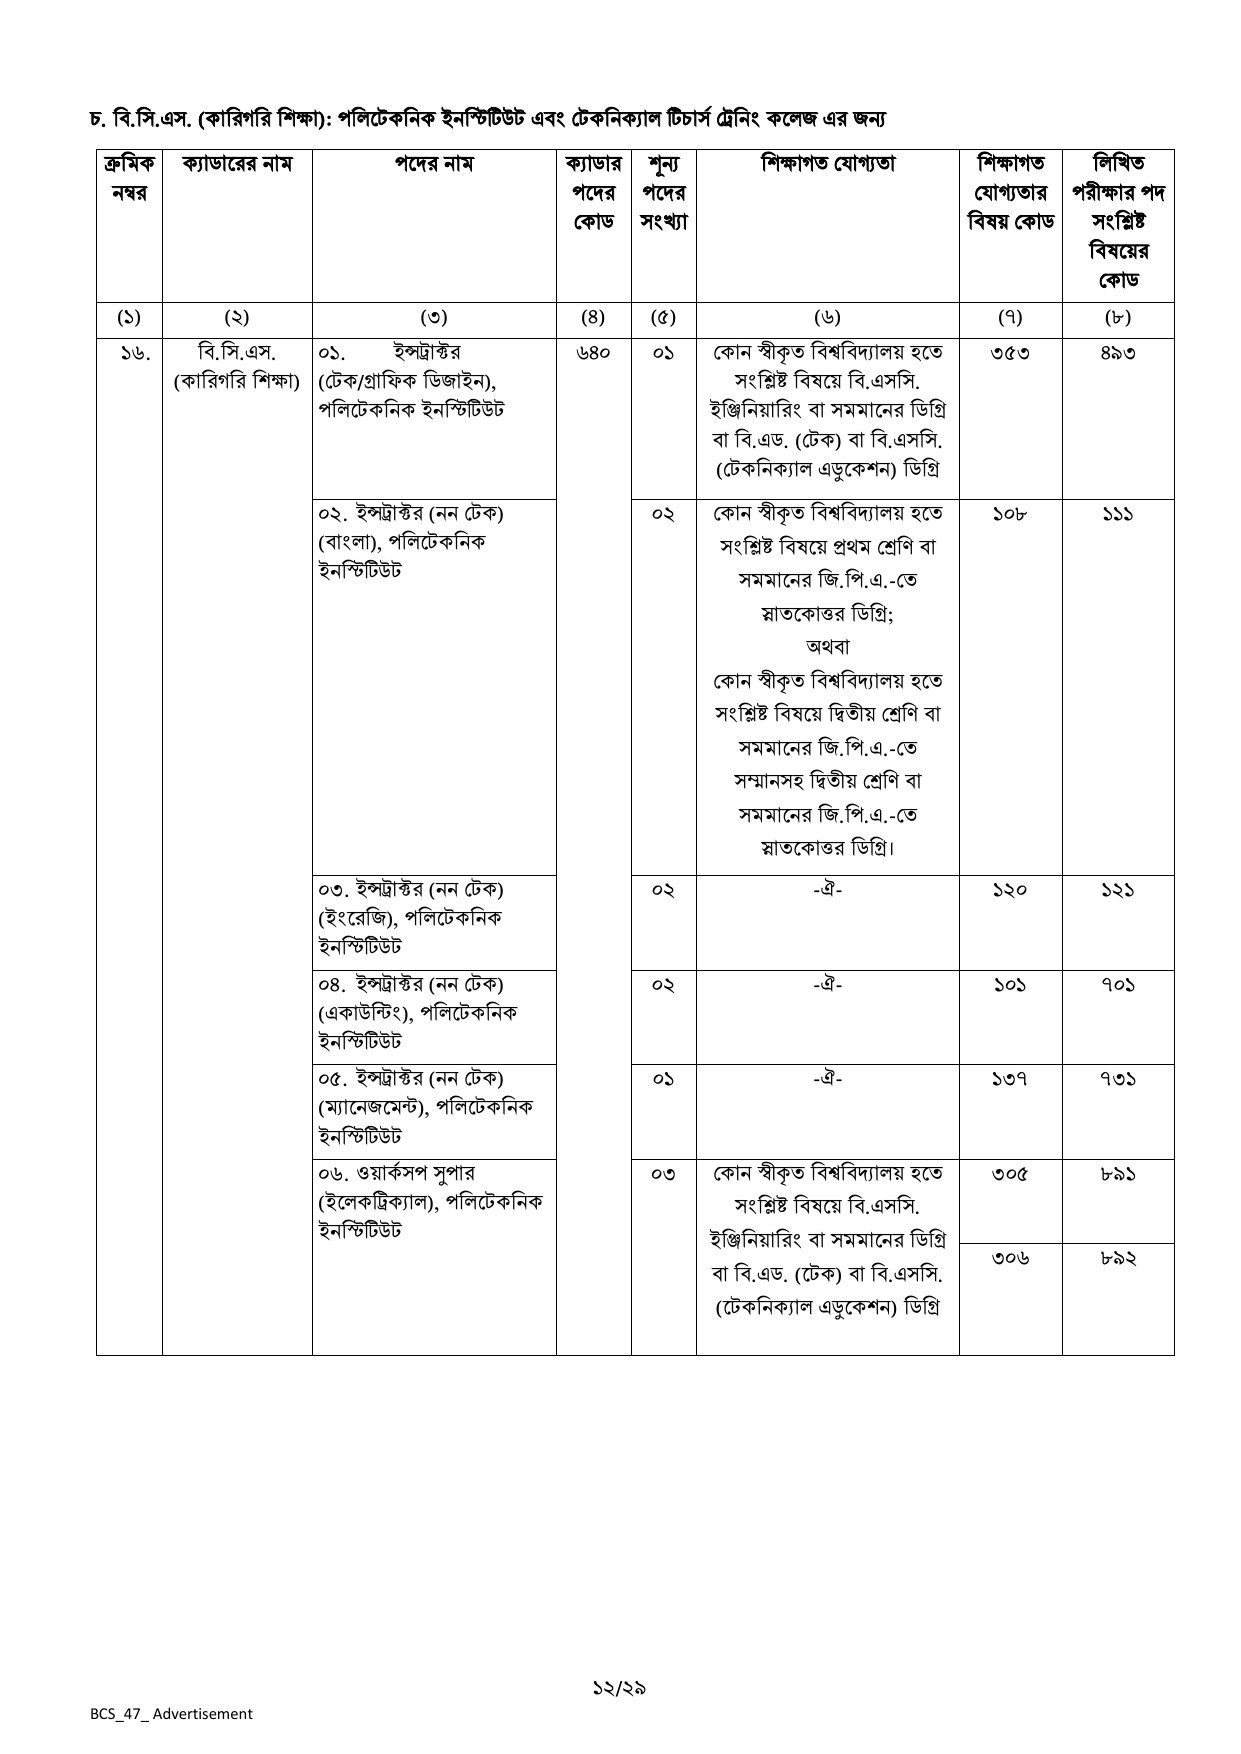 চ. বি.সি.এস. (কারিগরি শিক্ষা): পলিটেকনিক ইনস্টিটিউট এবং টেকনিক্যাল টিচার্স ট্রেনিং কলেজ এর জন্য
ক্রমিক নম্বর
ক্যাডারের নাম
পদের নাম
ক্যাডার পদের কোড
শূন্য পদের সংখ্যা
শিক্ষাগত যোগ্যতা
শিক্ষাগত যোগ্যতার বিষয় কোড
লিখিত পরীক্ষার পদ সংশ্লিষ্ট বিষয়ের কোড
(১) (২) (৩) (৪) (৫) (৬) (৭) (৮)
১৬.
বি.সি.এস.
(কারিগরি শিক্ষা)
০১. ইন্সট্রাক্টর
(টেক/গ্রাফিক ডিজাইন),
পলিটেকনিক ইনস্টিটিউট
৬৪০
০১
কোন স্বীকৃত বিশ্ববিদ্যালয় হতে
সংশ্লিষ্ট বিষয়ে বি.এসসি.
ইঞ্জিনিয়ারিং বা সমমানের ডিগ্রি
বা বি.এড. (টেক) বা বি.এসসি.
(টেকনিক্যাল এডুকেশন) ডিগ্রি
৩৫৩
৪৯৩
০২. ইন্সট্রাক্টর (নন টেক)
(বাংলা), পলিটেকনিক
ইনস্টিটিউট
০২
কোন স্বীকৃত বিশ্ববিদ্যালয় হতে
সংশ্লিষ্ট বিষয়ে প্রথম শ্রেণি বা
সমমানের জি.পি.এ.-তে
স্নাতকোত্তর ডিগ্রি;
অথবা
কোন স্বীকৃত বিশ্ববিদ্যালয় হতে
সংশ্লিষ্ট বিষয়ে দ্বিতীয় শ্রেণি বা
সমমানের জি.পি.এ.-তে
সম্মানসহ দ্বিতীয় শ্রেণি বা
সমমানের জি.পি.এ.-তে
স্নাতকোত্তর ডিগ্রি।
১০৮
১১১
০৩. ইন্সট্রাক্টর (নন টেক)
(ইংরেজি), পলিটেকনিক
ইনস্টিটিউট
০২
-ঐ-
১২০
১২১
০৪. ইন্সট্রাক্টর (নন টেক)
(একাউন্টিং), পলিটেকনিক
ইনস্টিটিউট
০২
-ঐ-
১০১
৭০১
০৫. ইন্সট্রাক্টর (নন টেক)
(ম্যানেজমেন্ট), পলিটেকনিক
ইনস্টিটিউট
০১
-ঐ-
১৩৭
৭৩১
০৬. ওয়ার্কসপ সুপার
(ইলেকট্রিক্যাল), পলিটেকনিক
ইনস্টিটিউট
০৩
কোন স্বীকৃত বিশ্ববিদ্যালয় হতে
সংশ্লিষ্ট বিষয়ে বি.এসসি.
ইঞ্জিনিয়ারিং বা সমমানের ডিগ্রি
বা বি.এড. (টেক) বা বি.এসসি.
(টেকনিক্যাল এডুকেশন) ডিগ্রি
৩০৫
৮৯১
৩০৬
৮৯২
১২/২৯
BCS_47_ Advertisement